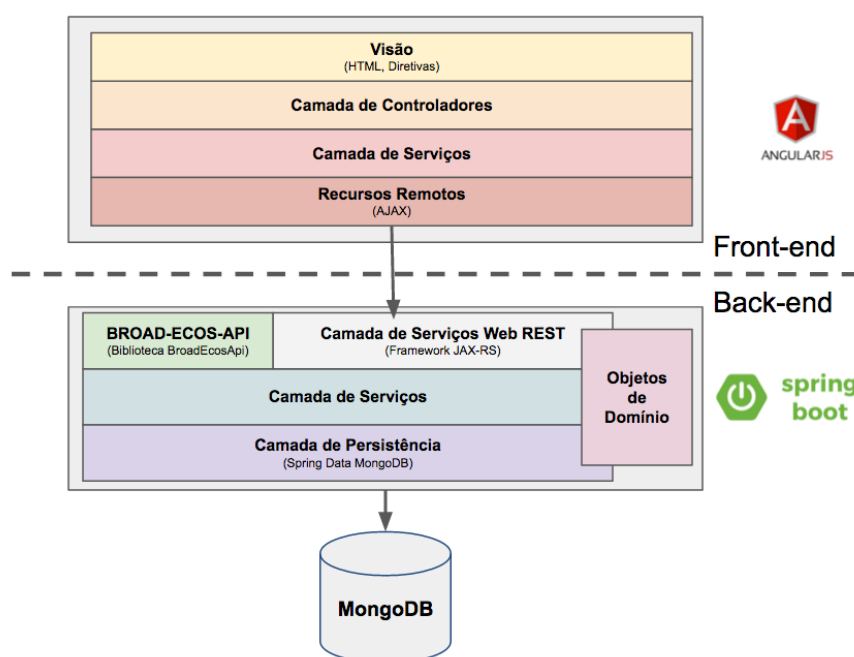 Visão
(HTML, Diretivas)
Camada de Controladores
Camada de Serviços
Recursos Remotos
(AJAX)
ANGULARJS
Front-end
Back-end
BROAD-ECOS-API
(Biblioteca BroadEcosApi)
Camada de Serviços Web REST
(Framework JAX-RS)
Objetos
de
Domínio
Camada de Serviços
Camada de Persistência
(Spring Data MongoDB)
spring
boot
MongoDB